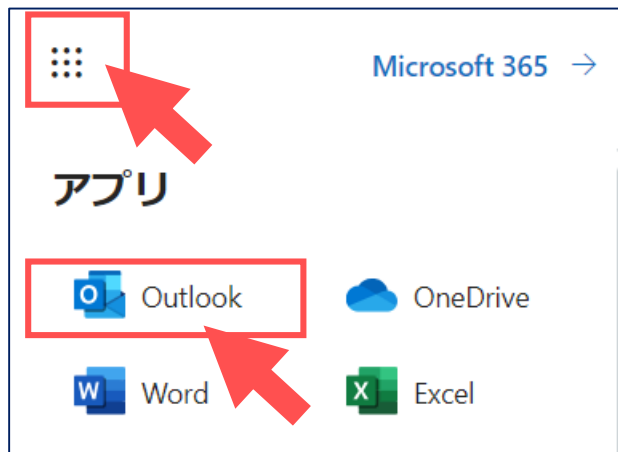 Microsoft 365 →
アプリ
Outlook
OneDrive
Word
Excel